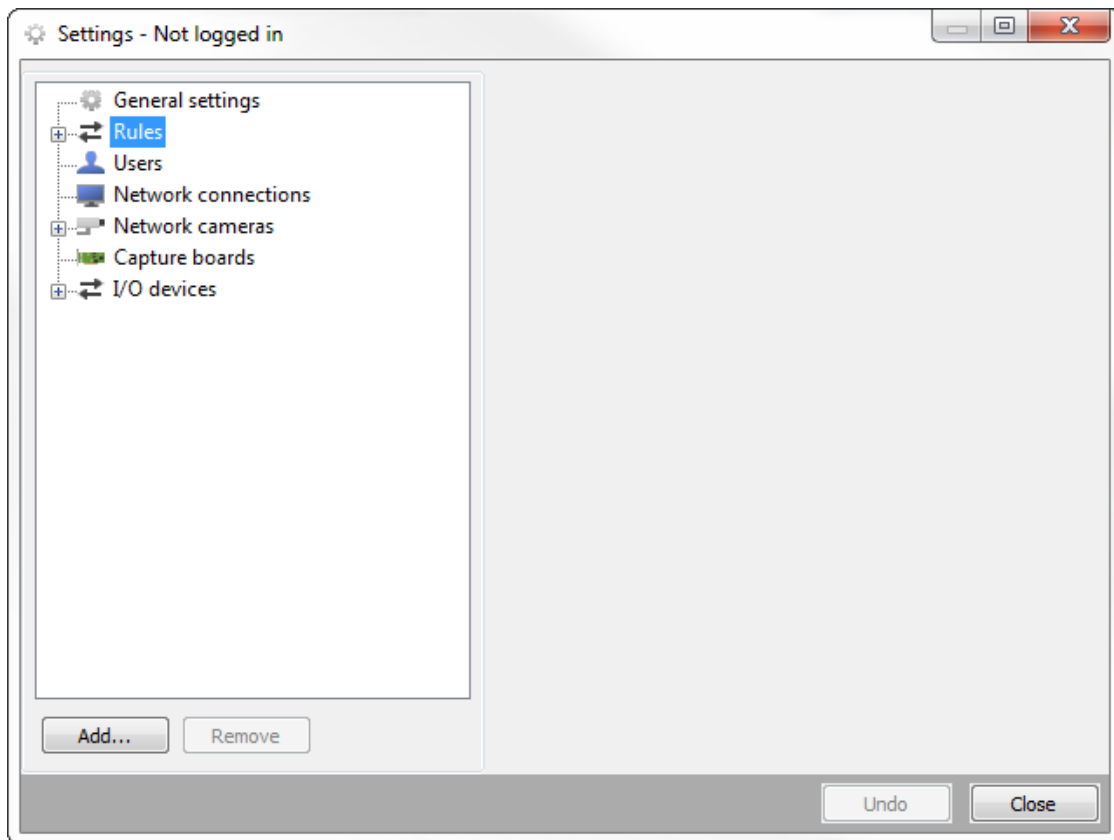 Settings - Not logged in
General settings
Rules
Users
Network connections
Network cameras
Capture boards
I/O devices
Add...
Remove
Undo
Close